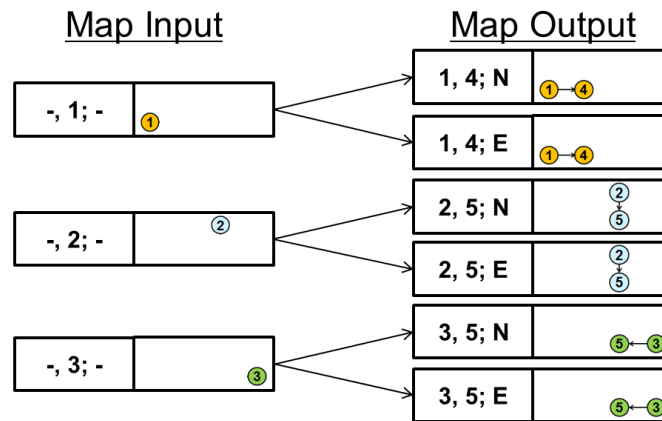 Map Input
Map Output
-, 1; -
1
1, 4; N
1 4
1, 4; E
1 4
-, 2; -
2
2, 5; N
2
5
2, 5; E
2
5
-, 3; -
3
3, 5; N
5 3
3, 5; E
5 3